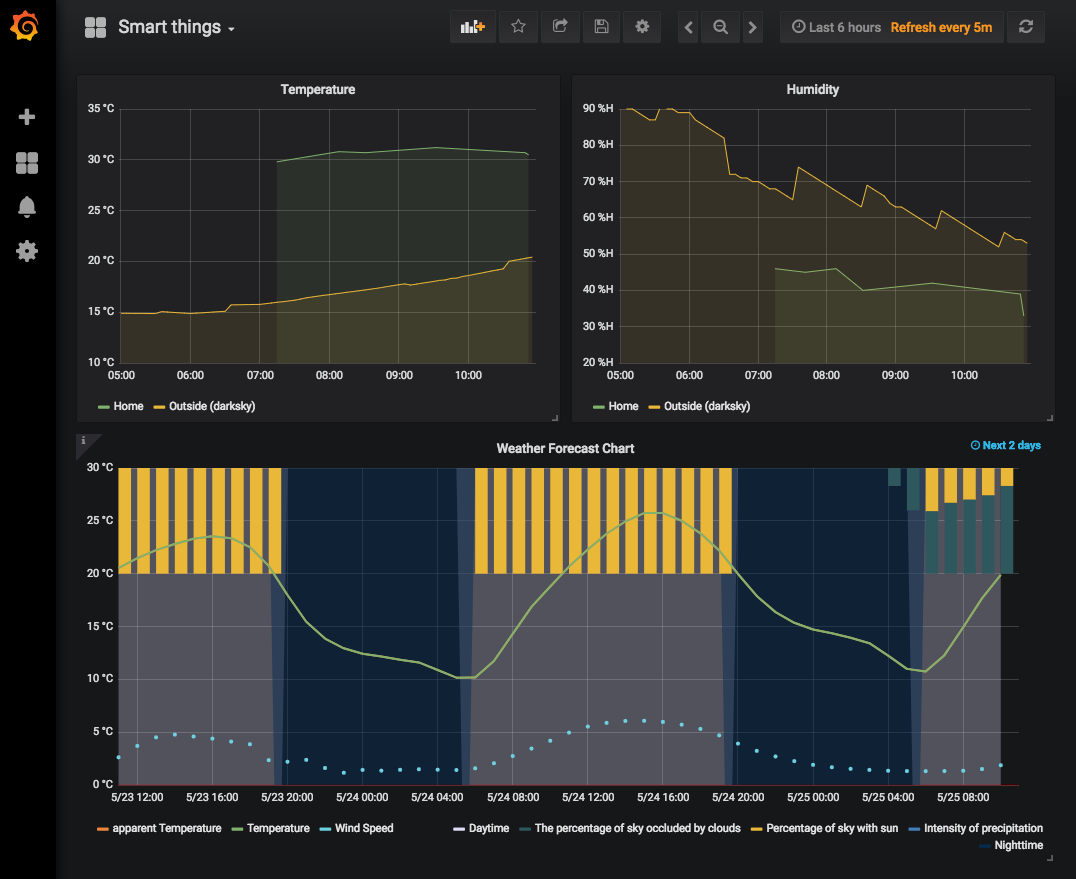 Smart things
Last 6 hours Refresh every 5m
Temperature
35 °C
30 °C
25 °C
20 °C
15 °C
10 °C
05:00 06:00 07:00 08:00 09:00 10:00
Home Outside (darksky)
Humidity
90 %H
80 %H
70 %H
60 %H
50 %H
40 %H
30 %H
20 %H
05:00 06:00 07:00 08:00 09:00 10:00
Home Outside (darksky)
i
Weather Forecast Chart
Next 2 days
30 °C
25 °C
20 °C
15 °C
10 °C
5 °C
0 °C
5/23 12:00 5/23 16:00 5/23 20:00 5/24 00:00 5/24 04:00 5/24 08:00 5/24 12:00 5/24 16:00 5/24 20:00 5/25 00:00 5/25 04:00 5/25 08:00
apparent Temperature Temperature Wind Speed Daytime The percentage of sky occluded by clouds Percentage of sky with sun Intensity of precipitation
Nighttime